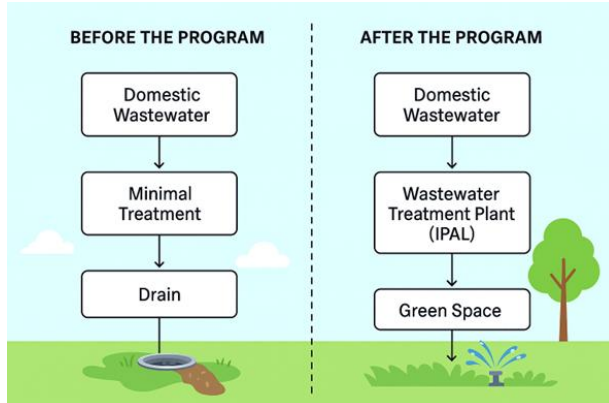 BEFORE THE PROGRAM
Domestic
Wastewater
Minimal
Treatment
Drain
AFTER THE PROGRAM
Domestic
Wastewater
Wastewater
Treatment Plant
(IPAL)
Green Space